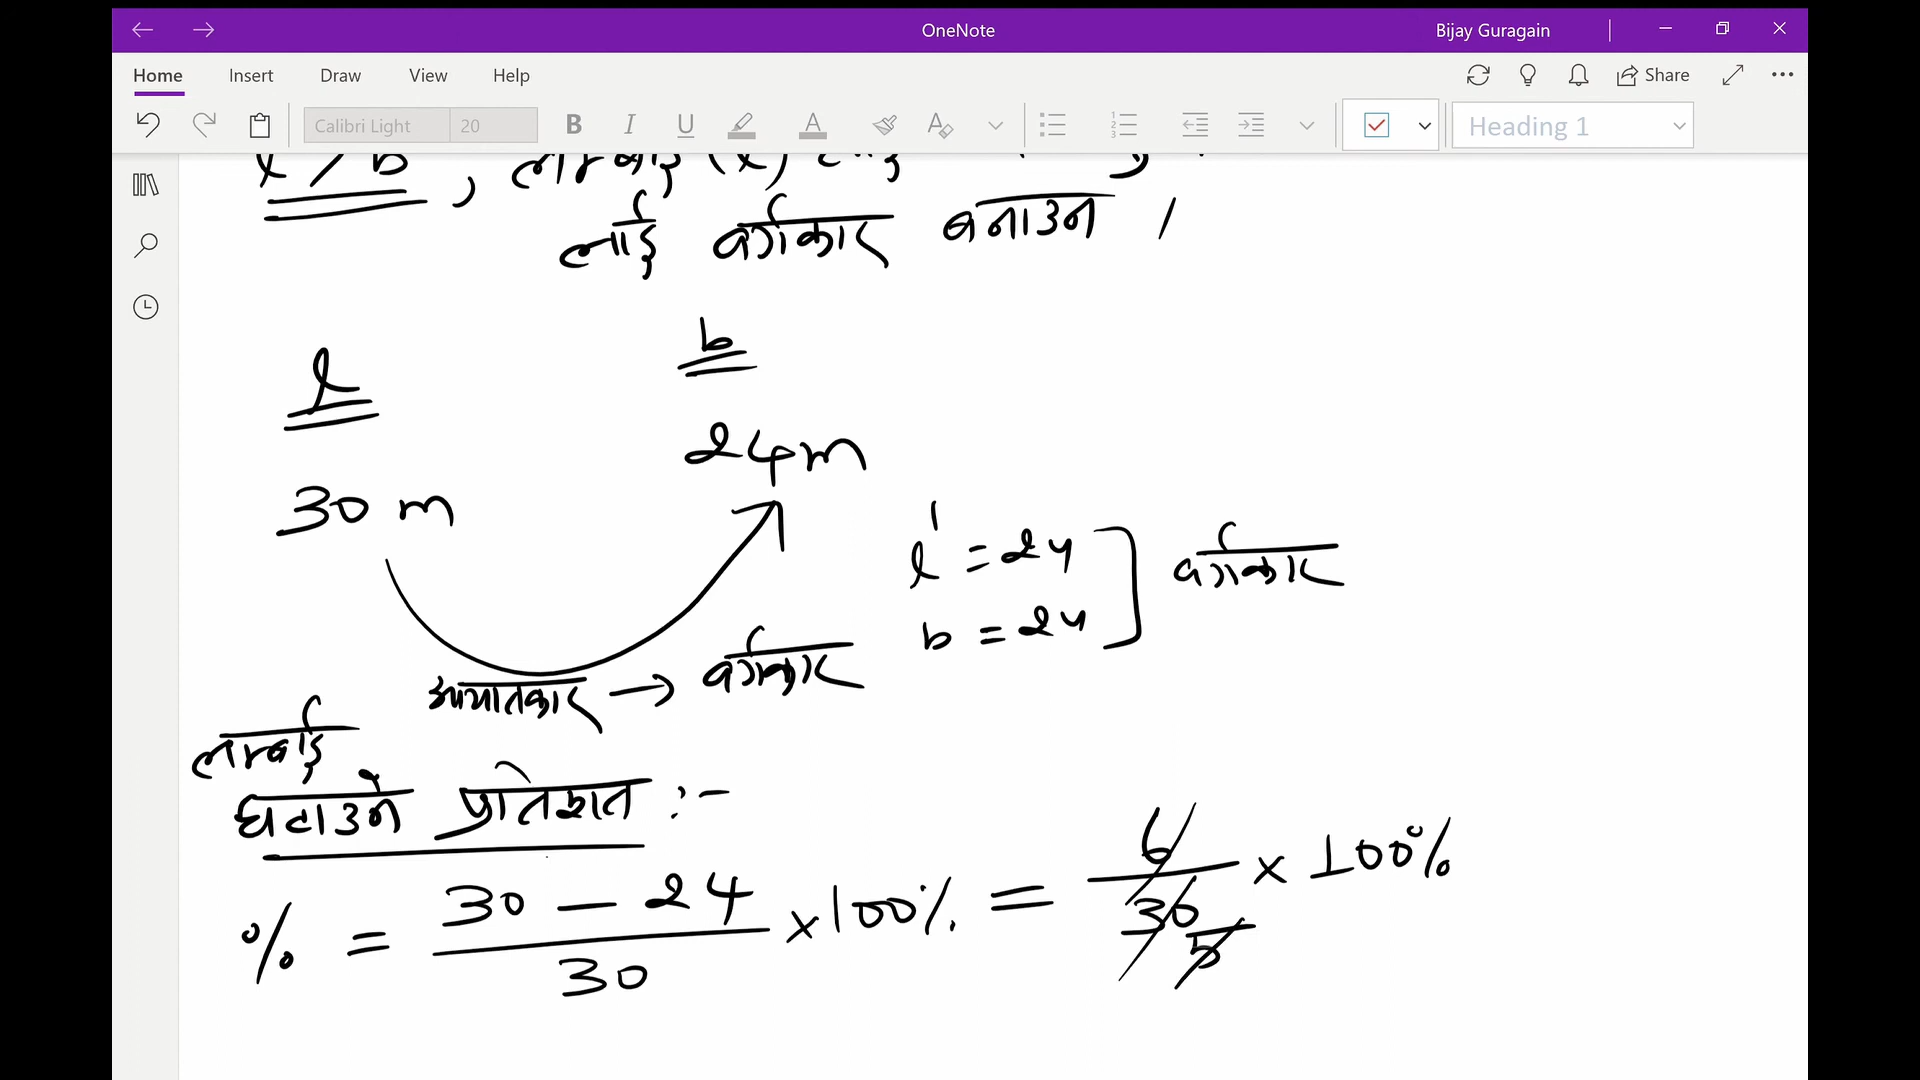 OneNote
Bijay Guragain
Home Insert Draw View Help
Share
Calibri Light 20 B I U A A Heading 1
l > b , लम्बाई (l) लाई
लाई वर्गाकार बनाउन ।
l b
30 m 24m
l' = 24
b = 24
वर्गाकार
आयातकार → वर्गाकार
लम्बाई
घटाउने प्रतिशत :-
% = 30 - 24 / 30 × 100% = 6 / 30 5 × 100%